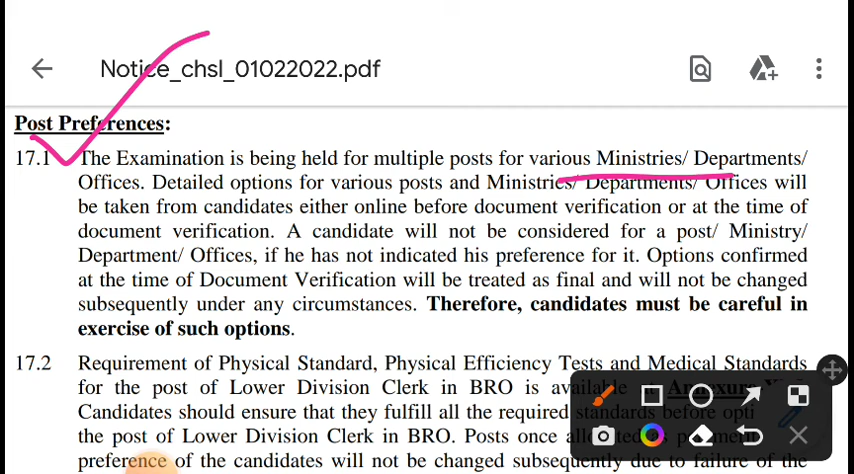 Notice_chsl_01022022.pdf
Post Preferences:
17.1 The Examination is being held for multiple posts for various Ministries/ Departments/
Offices. Detailed options for various posts and Ministries/ Departments/ Offices will
be taken from candidates either online before document verification or at the time of
document verification. A candidate will not be considered for a post/ Ministry/
Department/ Offices, if he has not indicated his preference for it. Options confirmed
at the time of Document Verification will be treated as final and will not be changed
subsequently under any circumstances. Therefore, candidates must be careful in
exercise of such options.
17.2 Requirement of Physical Standard, Physical Efficiency Tests and Medical Standards
for the post of Lower Division Clerk in BRO is available
Candidates should ensure that they fulfill all the required standards before opti
the post of Lower Division Clerk in BRO. Posts once
preference of the candidates will not be changed subsequently due to failure of the